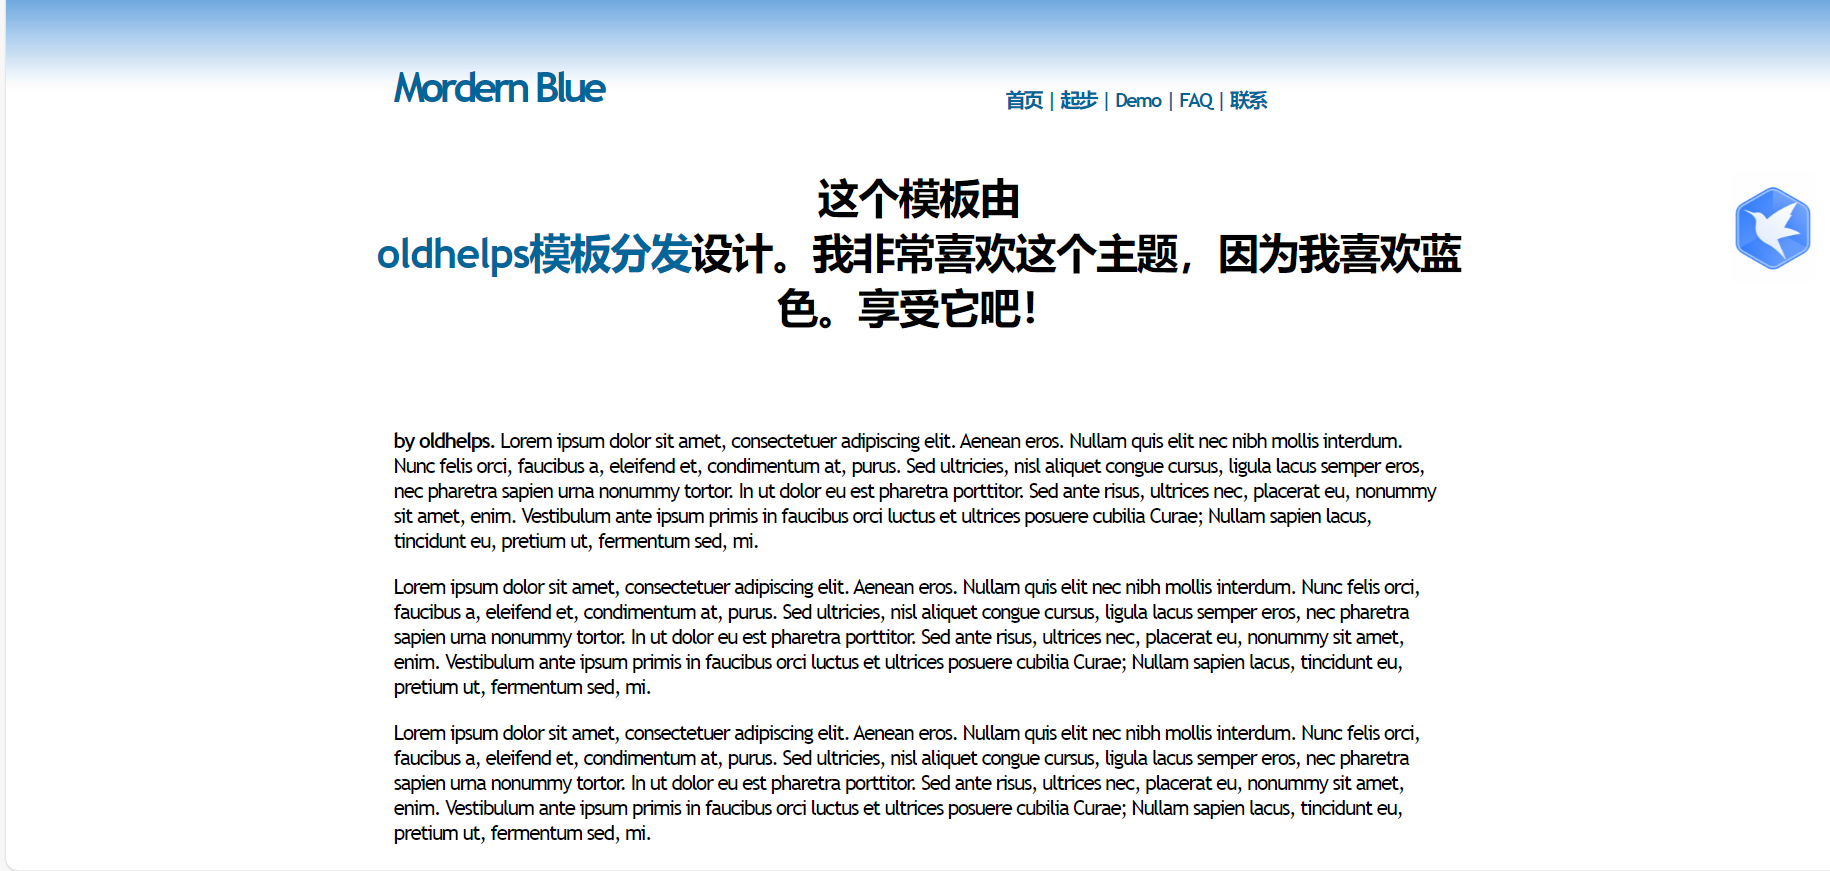 Mordern Blue
首页 | 起步 | Demo | FAQ | 联系
这个模板由
oldhelps模板分发设计。我非常喜欢这个主题，因为我喜欢蓝
色。享受它吧！
by oldhelps. Lorem ipsum dolor sit amet, consectetuer adipiscing elit. Aenean eros. Nullam quis elit nec nibh mollis interdum.
Nunc felis orci, faucibus a, eleifend et, condimentum at, purus. Sed ultricies, nisl aliquet congue cursus, ligula lacus semper eros,
nec pharetra sapien urna nonummy tortor. In ut dolor eu est pharetra porttitor. Sed ante risus, ultrices nec, placerat eu, nonummy
sit amet, enim. Vestibulum ante ipsum primis in faucibus orci luctus et ultrices posuere cubilia Curae; Nullam sapien lacus,
tincidunt eu, pretium ut, fermentum sed, mi.
Lorem ipsum dolor sit amet, consectetuer adipiscing elit. Aenean eros. Nullam quis elit nec nibh mollis interdum. Nunc felis orci,
faucibus a, eleifend et, condimentum at, purus. Sed ultricies, nisl aliquet congue cursus, ligula lacus semper eros, nec pharetra
sapien urna nonummy tortor. In ut dolor eu est pharetra porttitor. Sed ante risus, ultrices nec, placerat eu, nonummy sit amet,
enim. Vestibulum ante ipsum primis in faucibus orci luctus et ultrices posuere cubilia Curae; Nullam sapien lacus, tincidunt eu,
pretium ut, fermentum sed, mi.
Lorem ipsum dolor sit amet, consectetuer adipiscing elit. Aenean eros. Nullam quis elit nec nibh mollis interdum. Nunc felis orci,
faucibus a, eleifend et, condimentum at, purus. Sed ultricies, nisl aliquet congue cursus, ligula lacus semper eros, nec pharetra
sapien urna nonummy tortor. In ut dolor eu est pharetra porttitor. Sed ante risus, ultrices nec, placerat eu, nonummy sit amet,
enim. Vestibulum ante ipsum primis in faucibus orci luctus et ultrices posuere cubilia Curae; Nullam sapien lacus, tincidunt eu,
pretium ut, fermentum sed, mi.